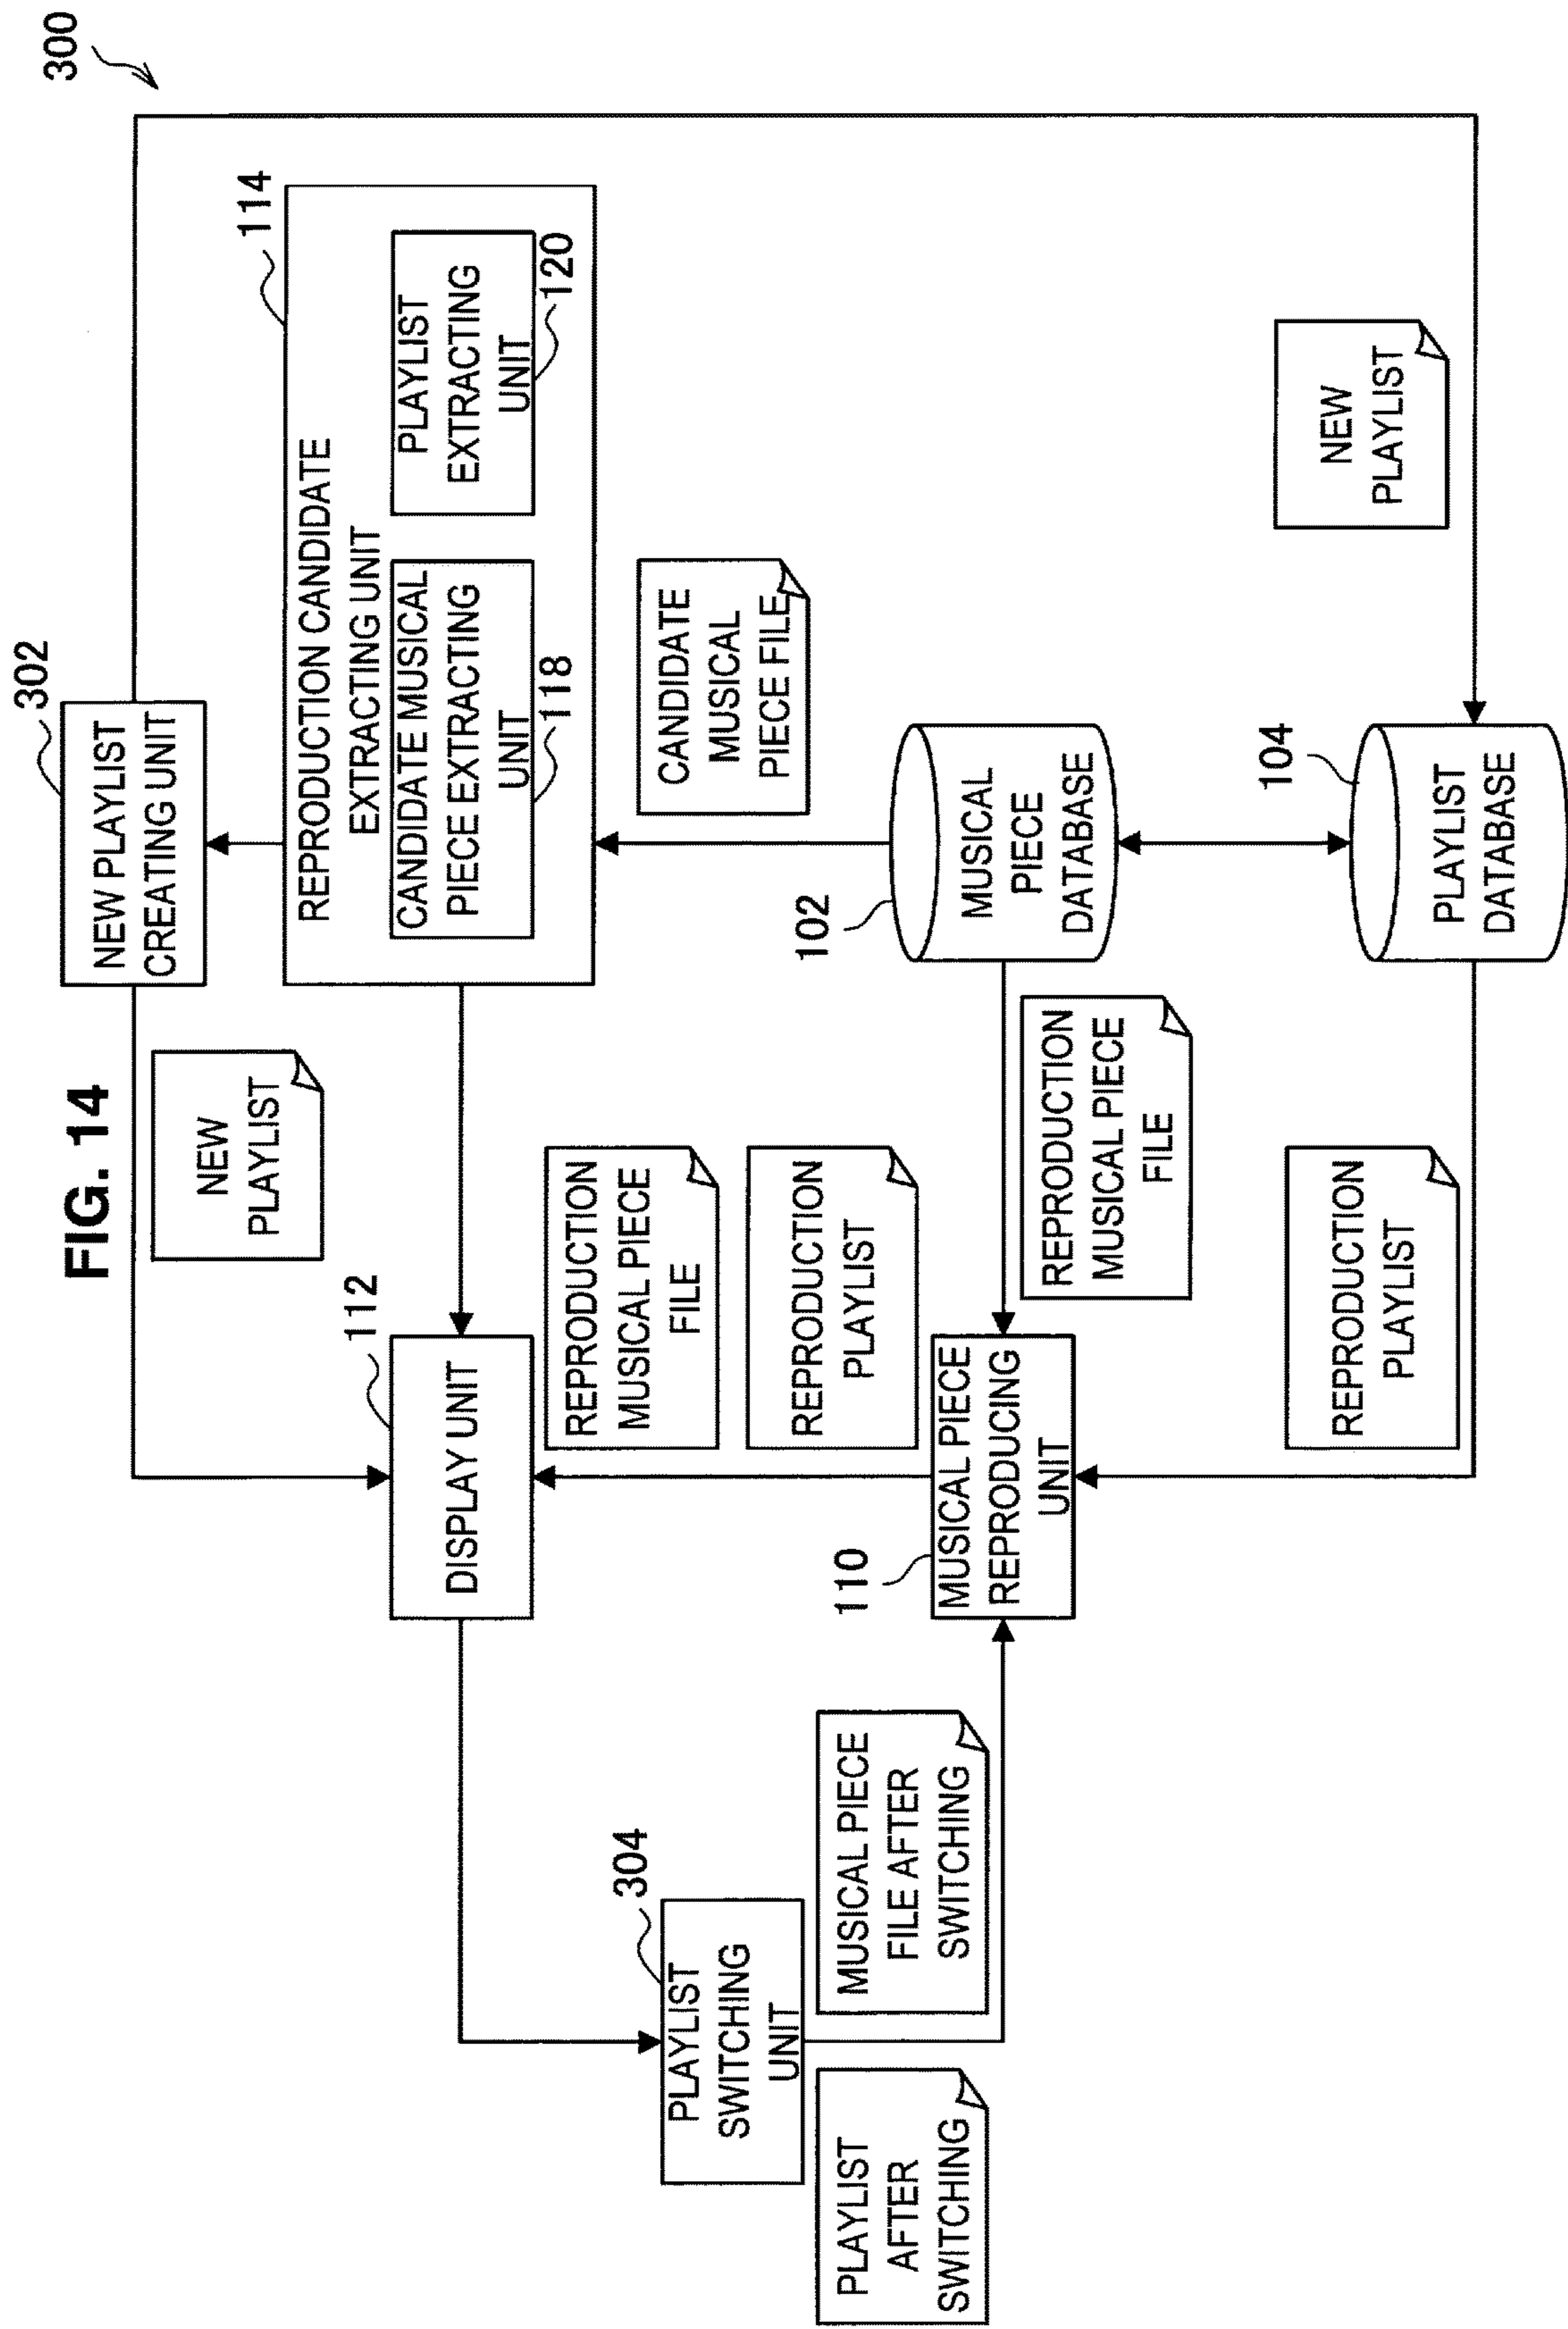 FIG. 14
300
302
NEW PLAYLIST
CREATING UNIT
NEW
PLAYLIST
114
REPRODUCTION CANDIDATE
EXTRACTING UNIT
CANDIDATE MUSICAL
PIECE EXTRACTING
UNIT
118
PLAYLIST
EXTRACTING
UNIT
120
112
DISPLAY UNIT
REPRODUCTION
MUSICAL PIECE
FILE
REPRODUCTION
PLAYLIST
CANDIDATE
MUSICAL
PIECE FILE
304
PLAYLIST
SWITCHING
UNIT
PLAYLIST
AFTER
SWITCHING
MUSICAL PIECE
FILE AFTER
SWITCHING
110
MUSICAL PIECE
REPRODUCING
UNIT
REPRODUCTION
MUSICAL PIECE
FILE
102
MUSICAL
PIECE
DATABASE
REPRODUCTION
PLAYLIST
104
PLAYLIST
DATABASE
NEW
PLAYLIST